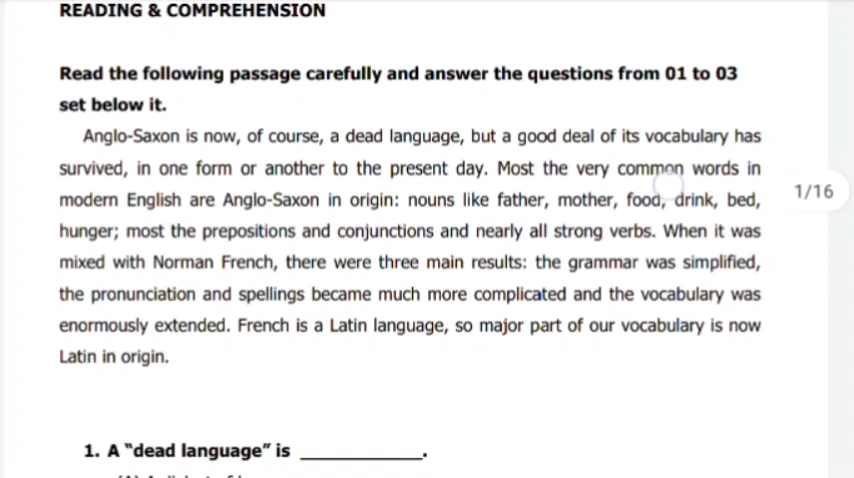 READING & COMPREHENSION
Read the following passage carefully and answer the questions from 01 to 03
set below it.
Anglo-Saxon is now, of course, a dead language, but a good deal of its vocabulary has
survived, in one form or another to the present day. Most the very common words in
modern English are Anglo-Saxon in origin: nouns like father, mother, food, drink, bed,
hunger; most the prepositions and conjunctions and nearly all strong verbs. When it was
mixed with Norman French, there were three main results: the grammar was simplified,
the pronunciation and spellings became much more complicated and the vocabulary was
enormously extended. French is a Latin language, so major part of our vocabulary is now
Latin in origin.
1/16
1. A “dead language” is ____________.